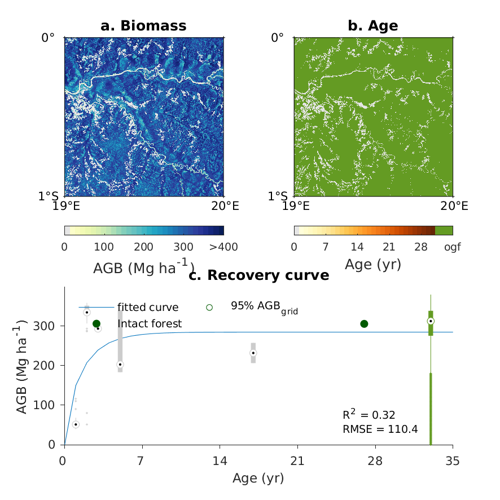 a. Biomass
b. Age
0°
0°
1°S
1°S
19°E
20°E
19°E
20°E
0 100 200 300 >400
AGB (Mg ha-1)
0 7 14 21 28 ogf
Age (yr)
c. Recovery curve
fitted curve
95% AGBgrid
Intact forest
300
200
100
0
AGB (Mg ha-1)
R2 = 0.32
RMSE = 110.4
0 7 14 21 28 35
Age (yr)